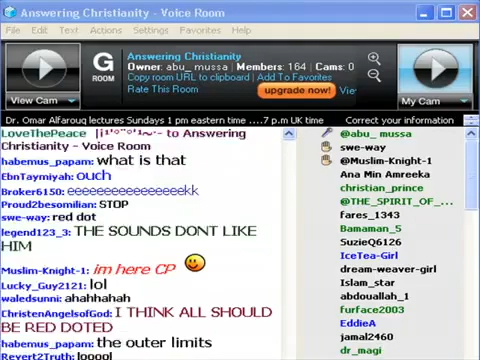 Answering Christianity - Voice Room
File Edit Text Actions Settings Favorites Help
View Cam
G
ROOM
Answering Christianity
Owner: abu_ mussa | Members: 164 | Cams: 0
Copy room URL to clipboard | Add To Favorites
Rate This Room upgrade now!
My Cam
Dr. Omar Alfarouq lectures Sundays 1 pm eastern time ....7 p.m UK time
Correct your information
LoveThePeace to Answering
Christianity - Voice Room
habemus_papam: what is that
EbnTaymiyah: ouch
Broker6150: eeeeeeeeeeeeeeeeekk
Proud2besomilian: STOP
swe-way: red dot
legend123_3: THE SOUNDS DONT LIKE
HIM
Muslim-Knight-1: im here CP
Lucky_Guy2121: lol
waledsunni: ahahhahah
ChristenAngelsofGod: I THINK ALL SHOULD
BE RED DOTED
habemus_papam: the outer limits
Revert2Truth: looool
@abu_ mussa
swe-way
@Muslim-Knight-1
Ana Min Amreeka
christian_prince
@THE_SPIRIT_OF_...
fares_1343
Bamaman_5
SuzieQ6126
IceTea-Girl
dream-weaver-girl
Islam_star
abdouallah_1
furface2003
EddieA
jamal2460
dr_magi